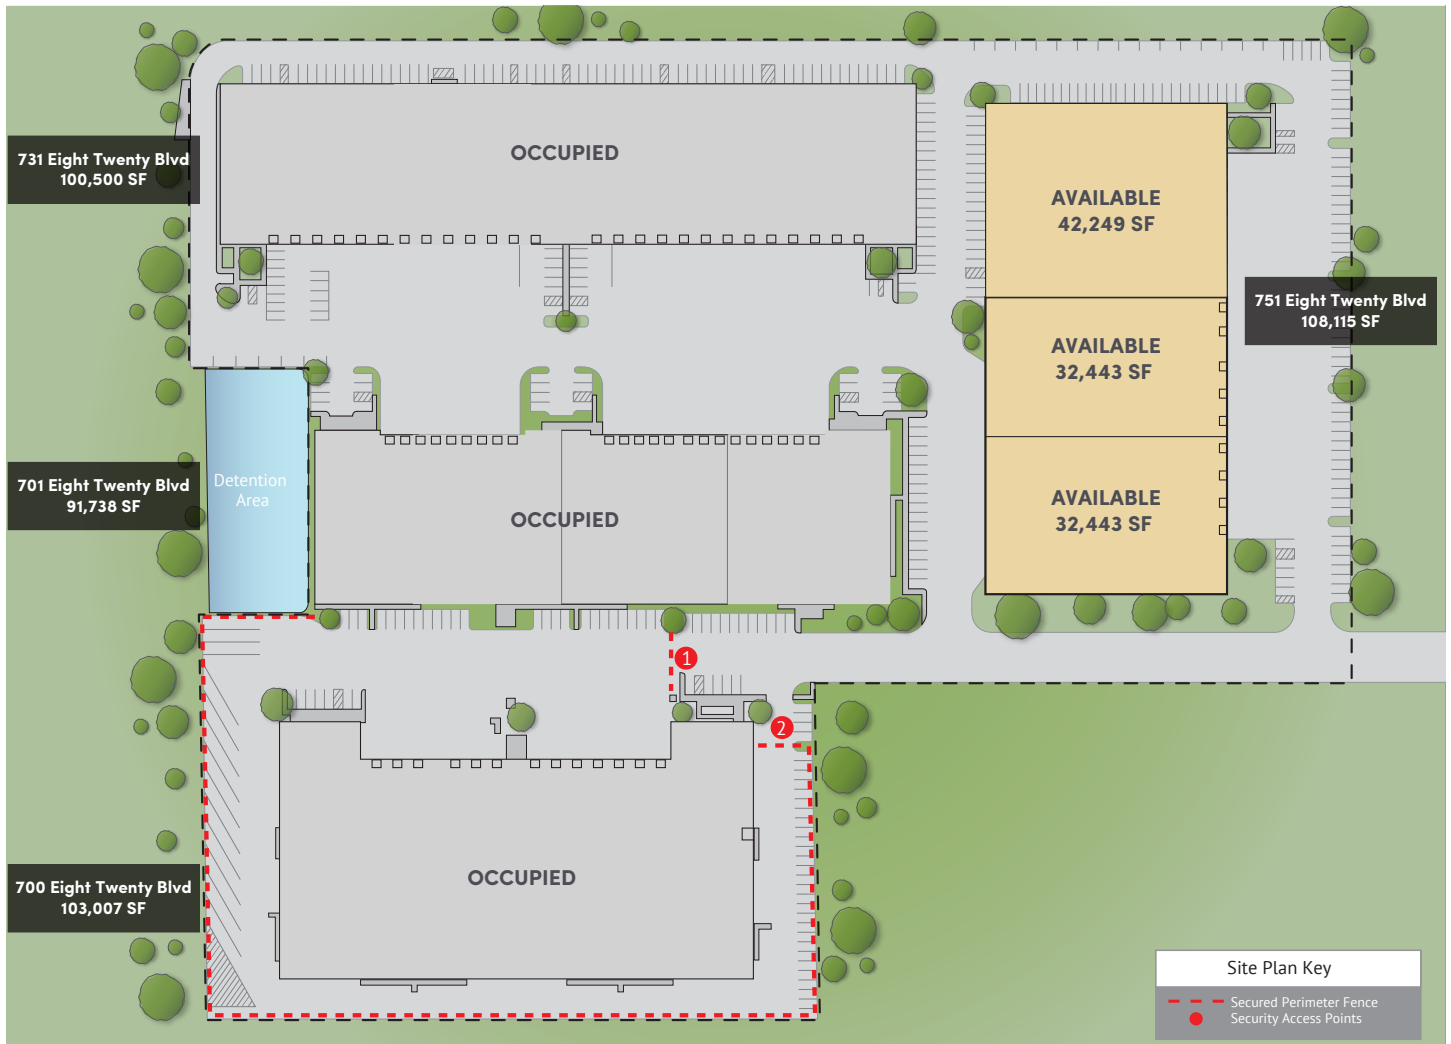 731 Eight Twenty Blvd
100,500 SF
OCCUPIED
AVAILABLE
42,249 SF
AVAILABLE
32,443 SF
AVAILABLE
32,443 SF
751 Eight Twenty Blvd
108,115 SF
701 Eight Twenty Blvd
91,738 SF
Detention
Area
OCCUPIED
1
2
700 Eight Twenty Blvd
103,007 SF
OCCUPIED
Site Plan Key
Secured Perimeter Fence
Security Access Points